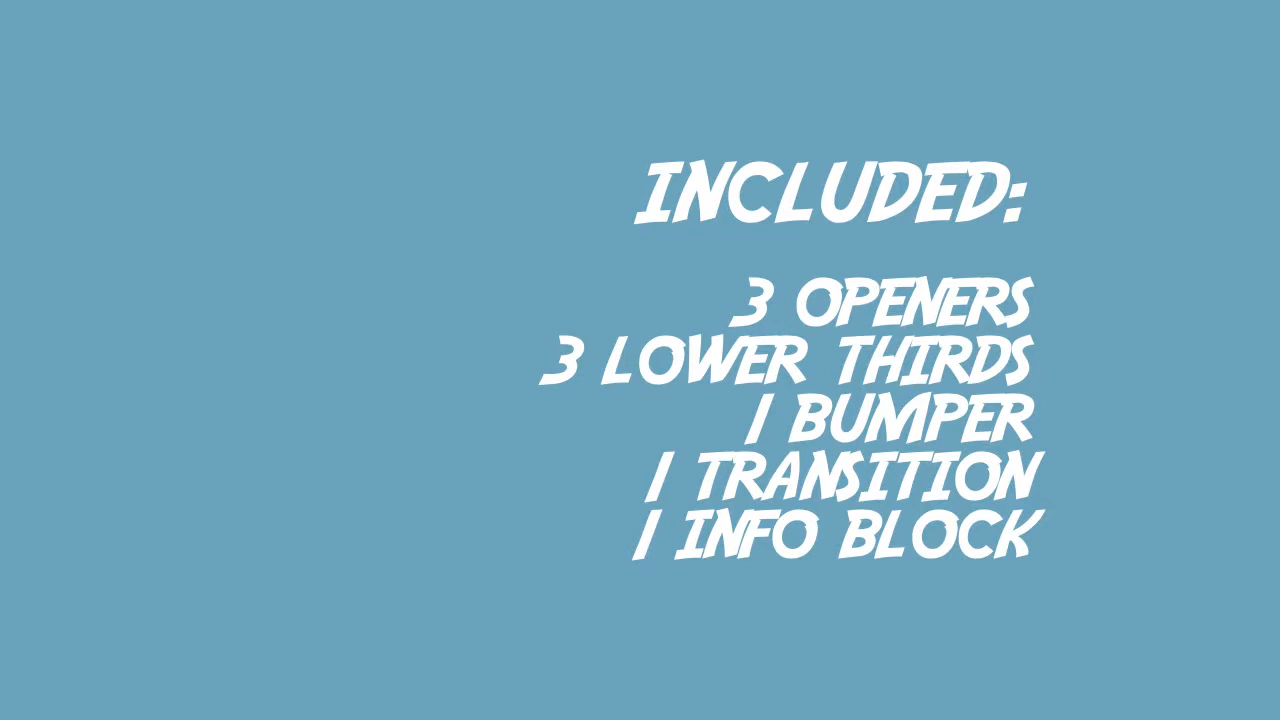 INCLUDED:
3 OPENERS
3 LOWER THIRDS
1 BUMPER
1 TRANSITION
1 INFO BLOCK